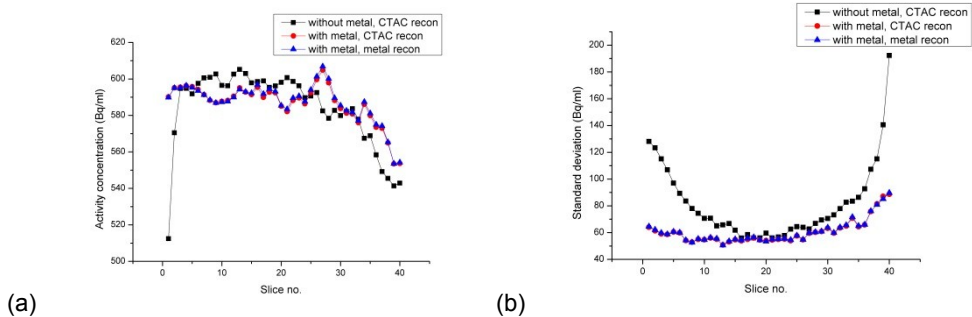 without metal, CTAC recon
with metal, CTAC recon
with metal, metal recon
Activity concentration (Bq/ml)
620
600
580
560
540
520
500
0 10 20 30 40
Slice no.
(a)
without metal, CTAC recon
with metal, CTAC recon
with metal, metal recon
Standard deviation (Bq/ml)
200
180
160
140
120
100
80
60
40
0 10 20 30 40
Slice no.
(b)